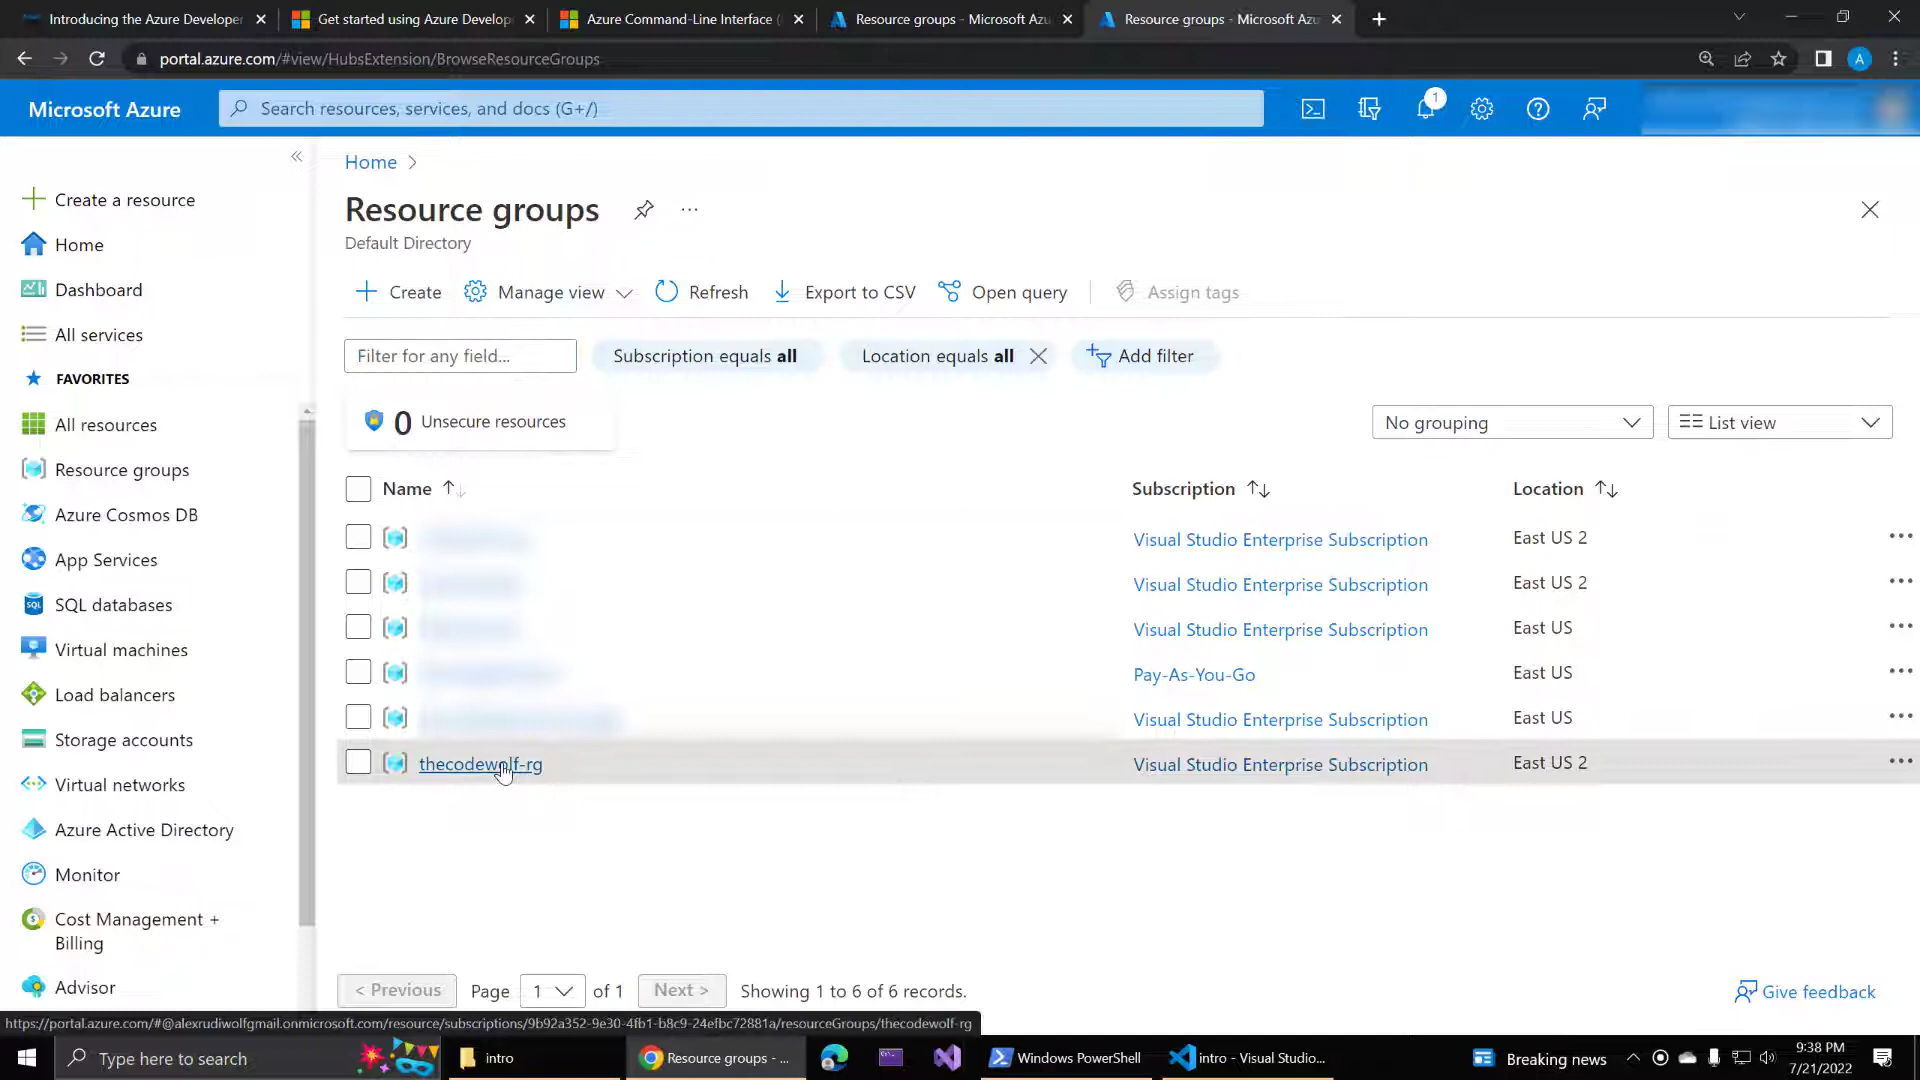 Introducing the Azure Developer
Get started using Azure Develop
Azure Command-Line Interface (
Resource groups - Microsoft Azu
Resource groups - Microsoft Azu
portal.azure.com/#view/HubsExtension/BrowseResourceGroups
A
Microsoft Azure
Search resources, services, and docs (G+/)
1
Create a resource
Home
Dashboard
All services
FAVORITES
All resources
Resource groups
Azure Cosmos DB
App Services
SQL databases
Virtual machines
Load balancers
Storage accounts
Virtual networks
Azure Active Directory
Monitor
Cost Management +
Billing
Advisor
Home >
Resource groups
Default Directory
Create
Manage view
Refresh
Export to CSV
Open query
Assign tags
Filter for any field...
Subscription equals all
Location equals all
Add filter
0 Unsecure resources
No grouping
List view
Name
Subscription
Location
Visual Studio Enterprise Subscription
East US 2
Visual Studio Enterprise Subscription
East US 2
Visual Studio Enterprise Subscription
East US
Pay-As-You-Go
East US
Visual Studio Enterprise Subscription
East US
thecodewolf-rg
Visual Studio Enterprise Subscription
East US 2
< Previous
Page 1 of 1
Next >
Showing 1 to 6 of 6 records.
Give feedback
https://portal.azure.com/#@alexrudiwolfgmail.onmicrosoft.com/resource/subscriptions/9b92a352-9e30-4fb1-b8c9-24efbc72881a/resourceGroups/thecodewolf-rg
Type here to search
intro
Resource groups - ...
Windows PowerShell
intro - Visual Studio...
Breaking news
9:38 PM
7/21/2022